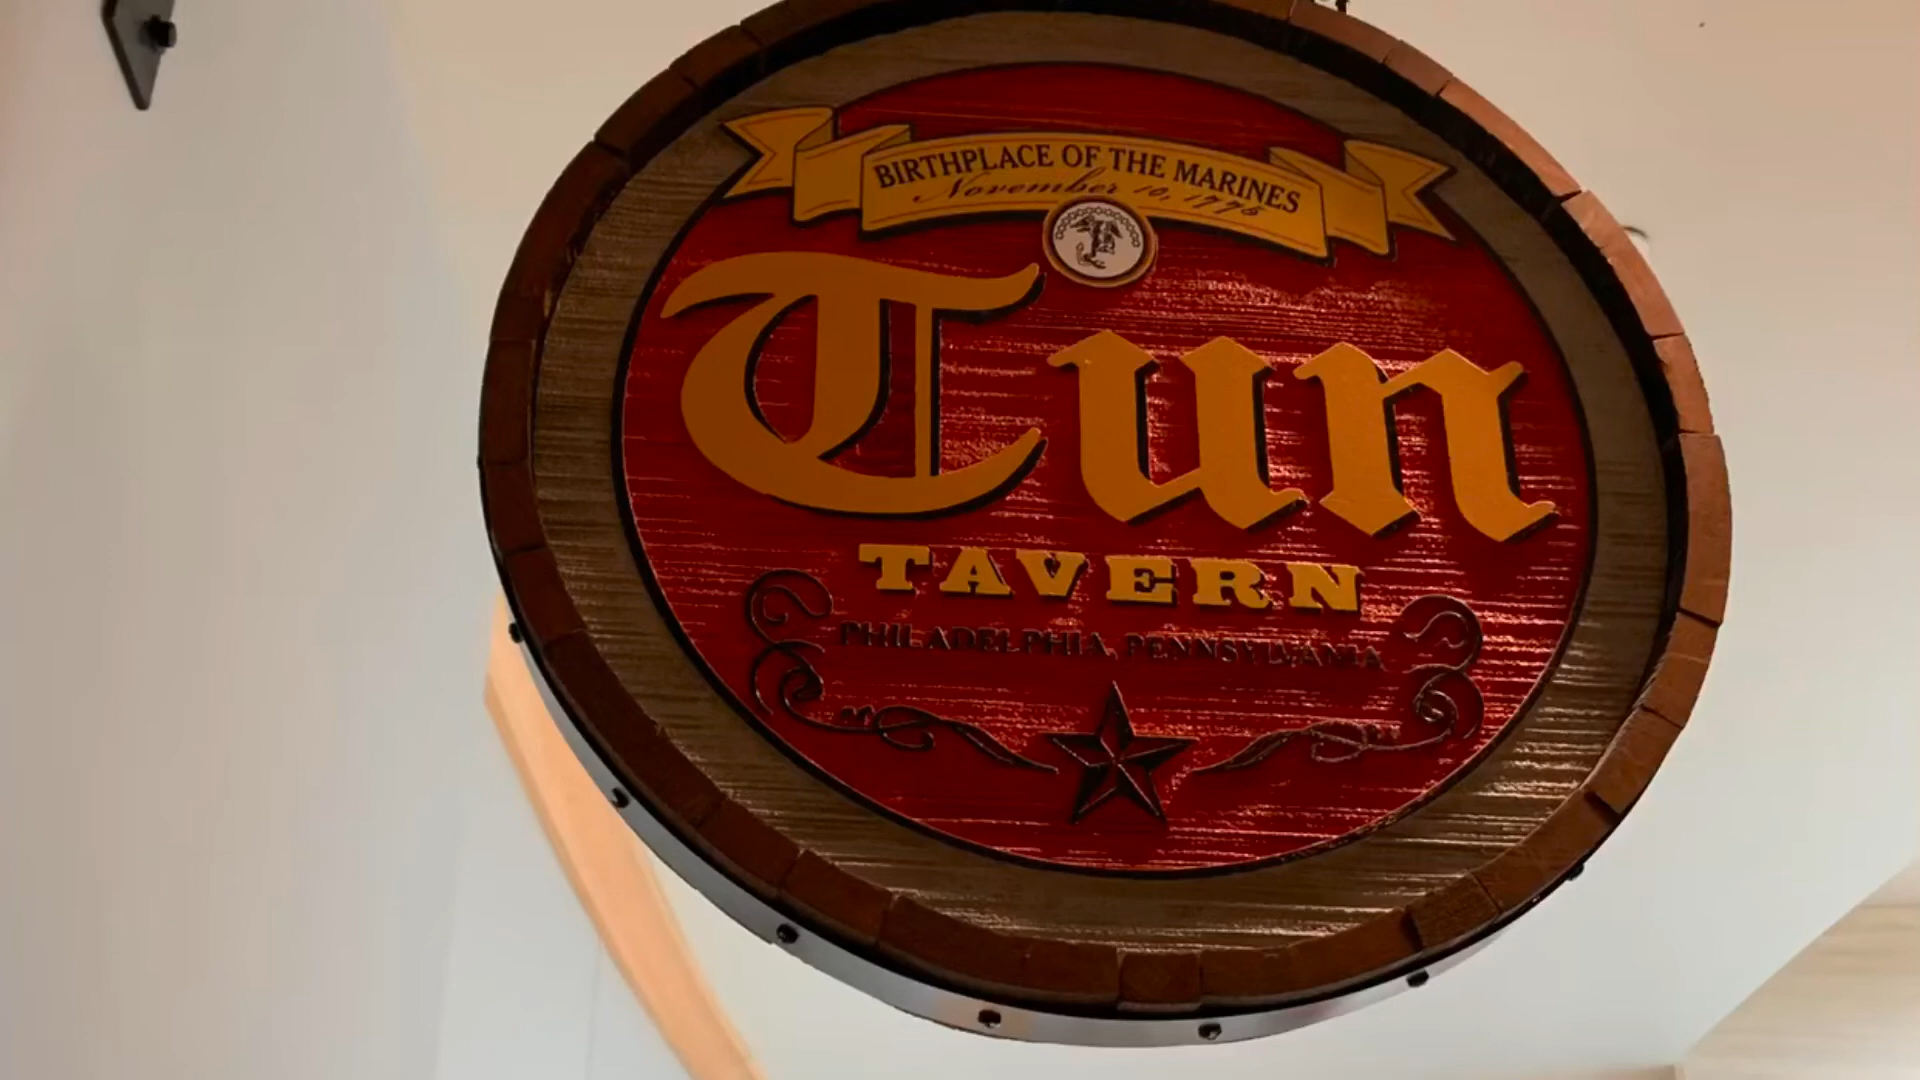 BIRTHPLACE OF THE MARINES
November 10, 1775
Tun
TAVERN
PHILADELPHIA, PENNSYLVANIA